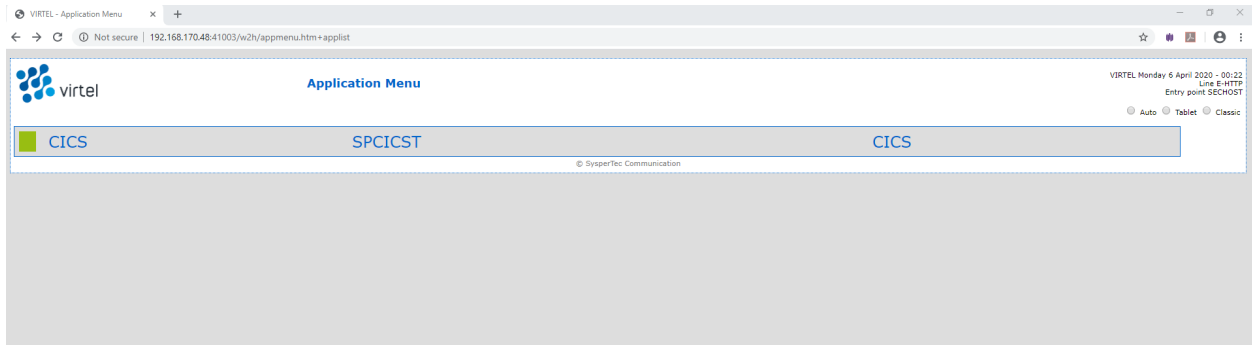 VIRTEL - Application Menu
Not secure | 192.168.170.48:41003/w2h/appmenu.htm+applist
virtel
Application Menu
VIRTEL Monday 6 April 2020 - 00:22
Line E-HTTP
Entry point SECHOST
Auto Tablet Classic
CICS SPCICST CICS
© SysperTec Communication